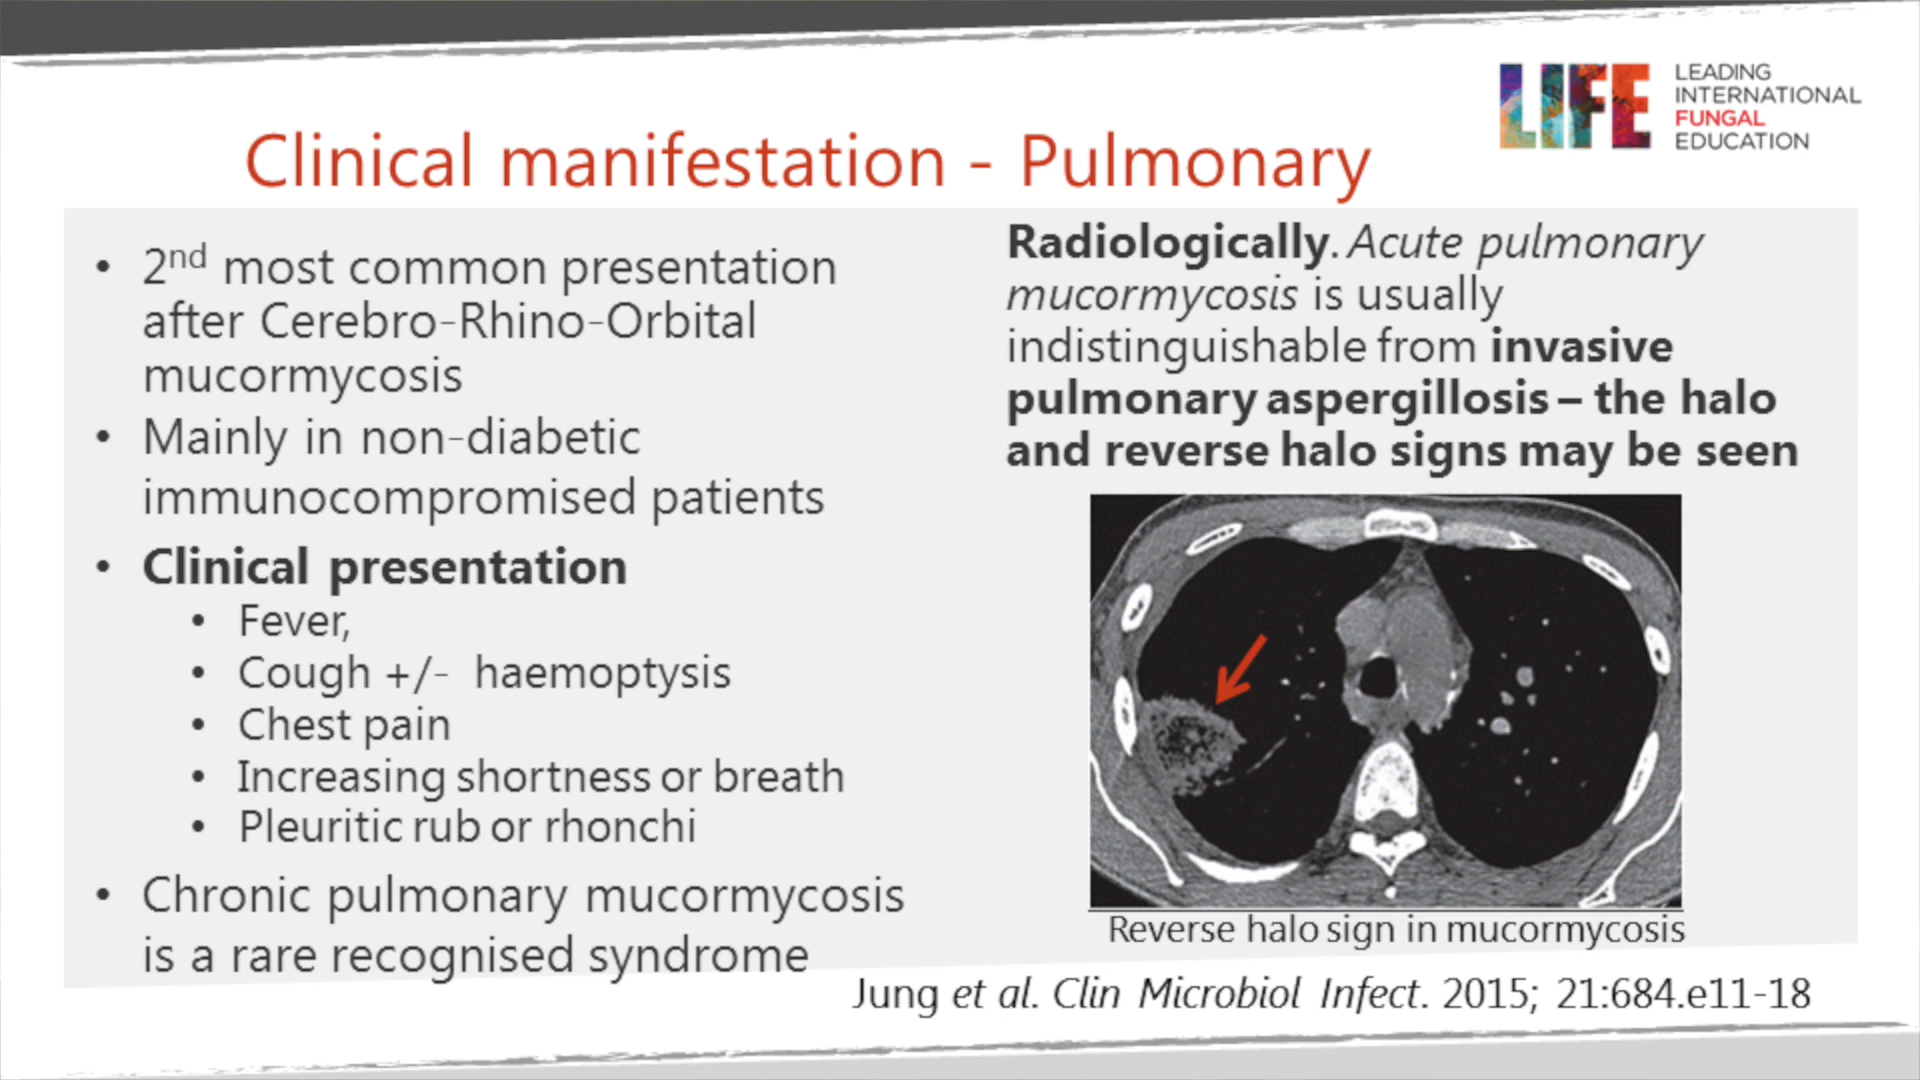 LIFE
LEADING
INTERNATIONAL
FUNGAL
EDUCATION
Clinical manifestation - Pulmonary
• 2nd most common presentation
after Cerebro-Rhino-Orbital
mucormycosis
• Mainly in non-diabetic
immunocompromised patients
• Clinical presentation
• Fever,
• Cough +/- haemoptysis
• Chest pain
• Increasing shortness or breath
• Pleuritic rub or rhonchi
• Chronic pulmonary mucormycosis
is a rare recognised syndrome
Radiologically. Acute pulmonary
mucormycosis is usually
indistinguishable from invasive
pulmonary aspergillosis – the halo
and reverse halo signs may be seen
Reverse halo sign in mucormycosis
Jung et al. Clin Microbiol Infect. 2015; 21:684.e11-18